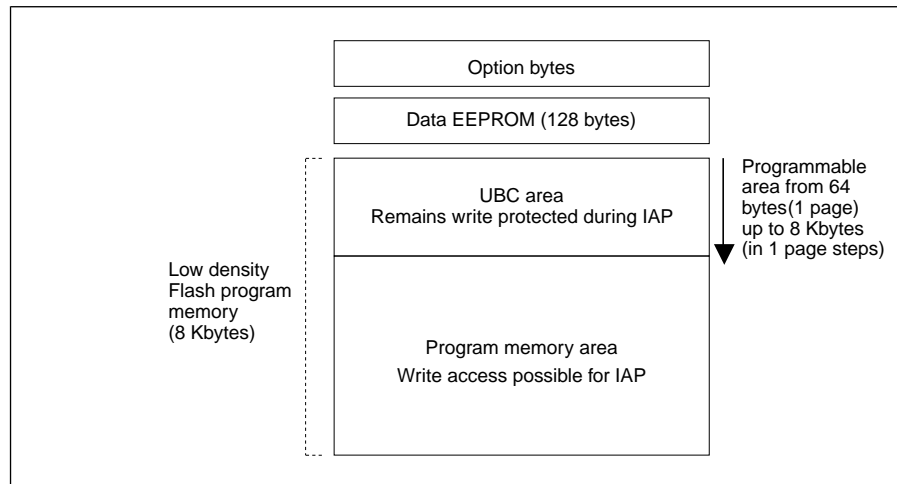 Option bytes
Data EEPROM (128 bytes)
UBC area
Remains write protected during IAP
Programmable
area from 64
bytes(1 page)
up to 8 Kbytes
(in 1 page steps)
Low density
Flash program
memory
(8 Kbytes)
Program memory area
Write access possible for IAP